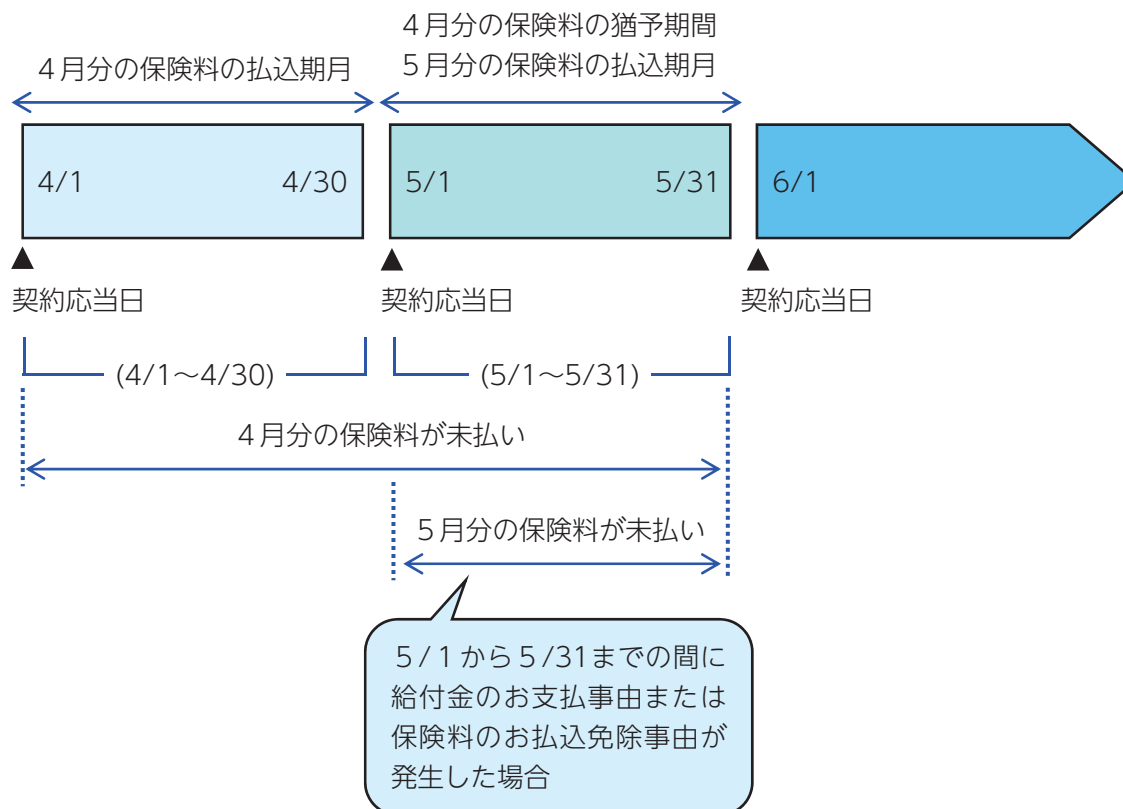 ４月分の保険料の猶予期間
４月分の保険料の払込期月
５月分の保険料の払込期月
4/1
4/30
5/1
5/31
6/1
▲
▲
▲
契約応当日
契約応当日
契約応当日
(4/1〜4/30)
(5/1〜5/31)
４月分の保険料が未払い
５月分の保険料が未払い
５/１から５/31までの間に
給付金のお支払事由または
保険料のお払込免除事由が
発生した場合